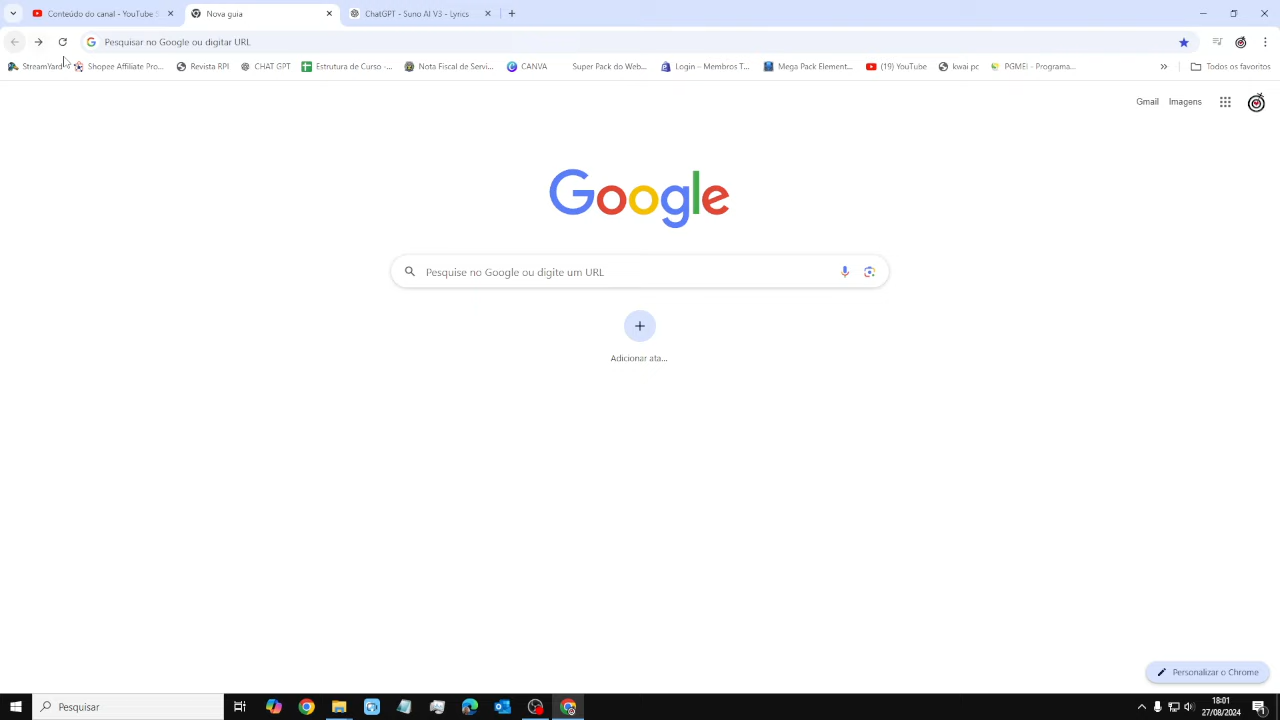 Conteúdo do canal - YouTube S
Nova guia
ChatGPT - Suno AI V3 - Lyrics
Pesquisar no Google ou digitar URL
StreamYard
Shopee Affiliate Pro...
Revista RPI
CHAT GPT
Estrutura de Curso -...
Nota Fiscal de Servi...
CANVA
Super Pack do Web...
Login – Membros T...
Mega Pack Element...
(19) YouTube
kwai pc
PGMEI - Programa...
Todos os favoritos
Gmail
Imagens
Google
Pesquise no Google ou digite um URL
Adicionar ata...
Personalizar o Chrome
Pesquisar
18:01
27/08/2024